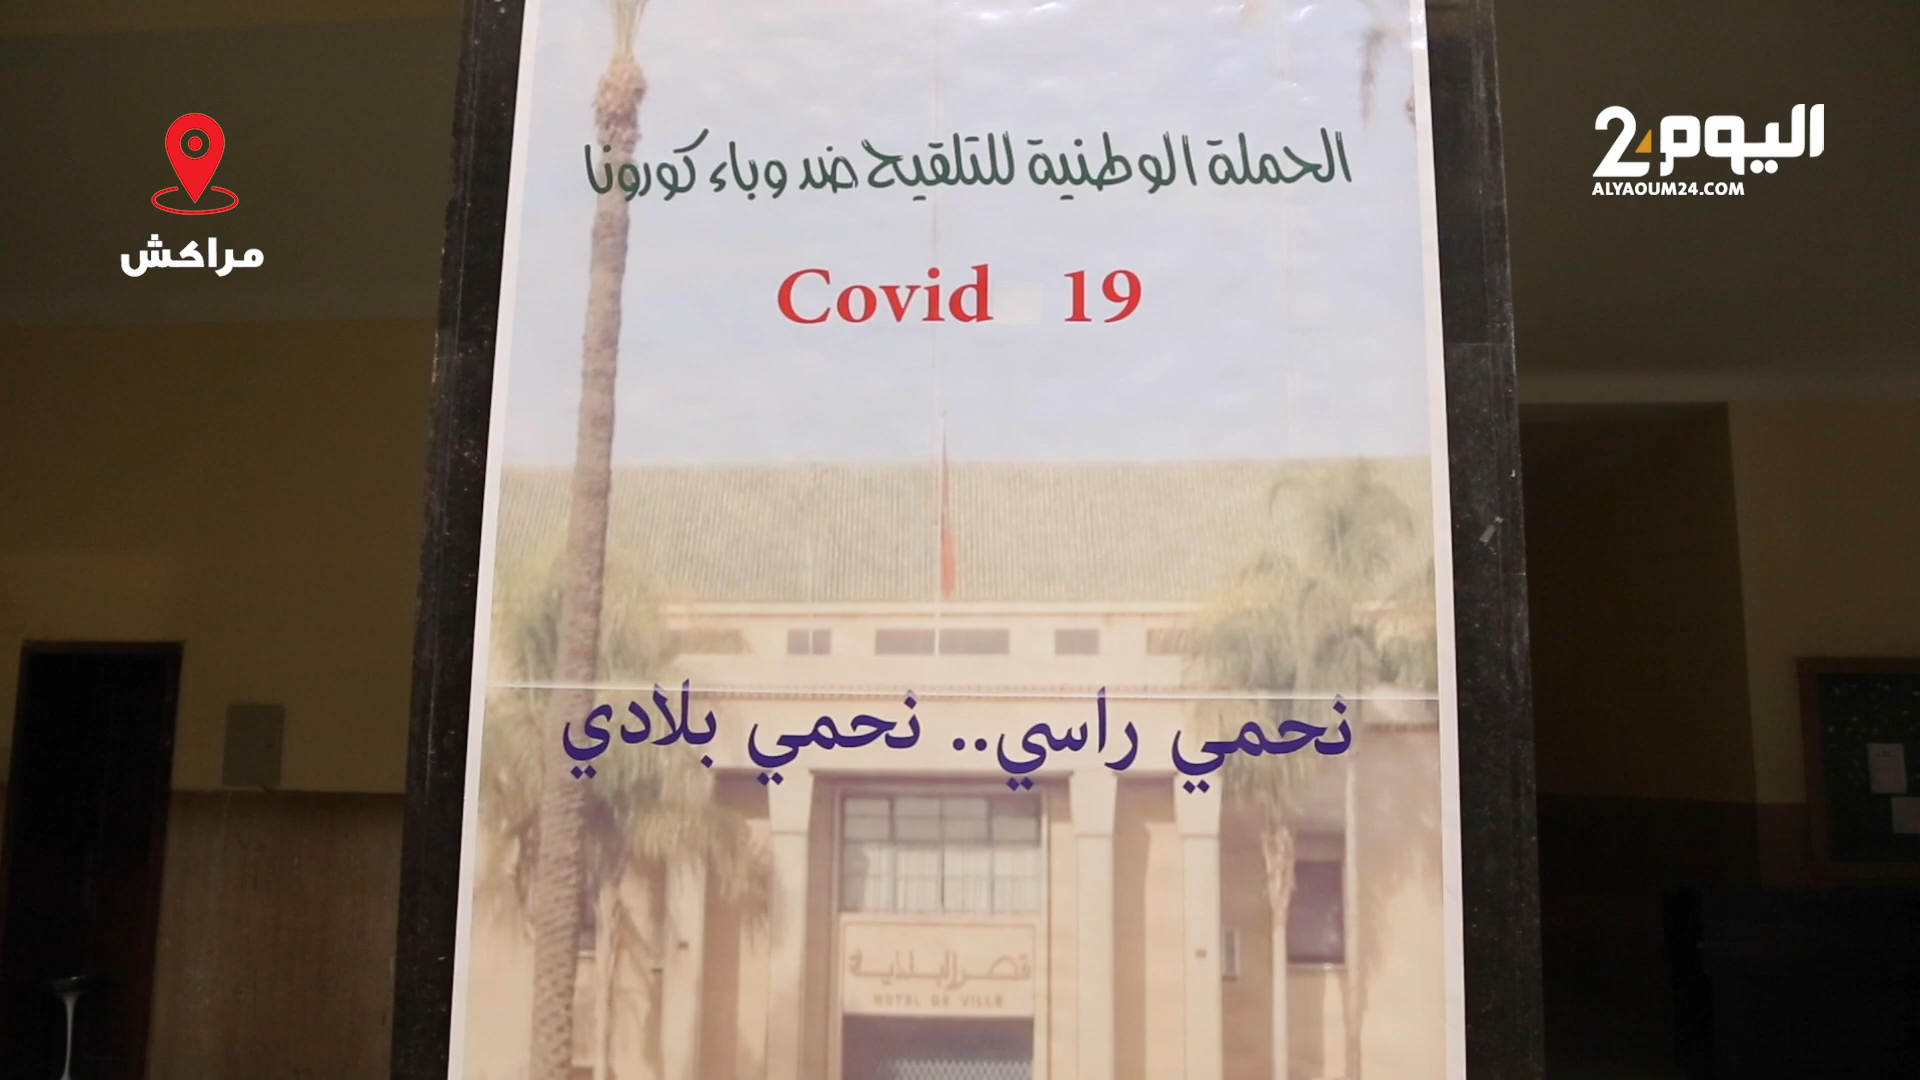 مراكش
اليوم 24
ALYAOUM24.COM
الحملة الوطنية للتلقيح ضد وباء كورونا
Covid 19
نحمي راسي.. نحمي بلادي
قصر البلدية
HOTEL DE VILLE